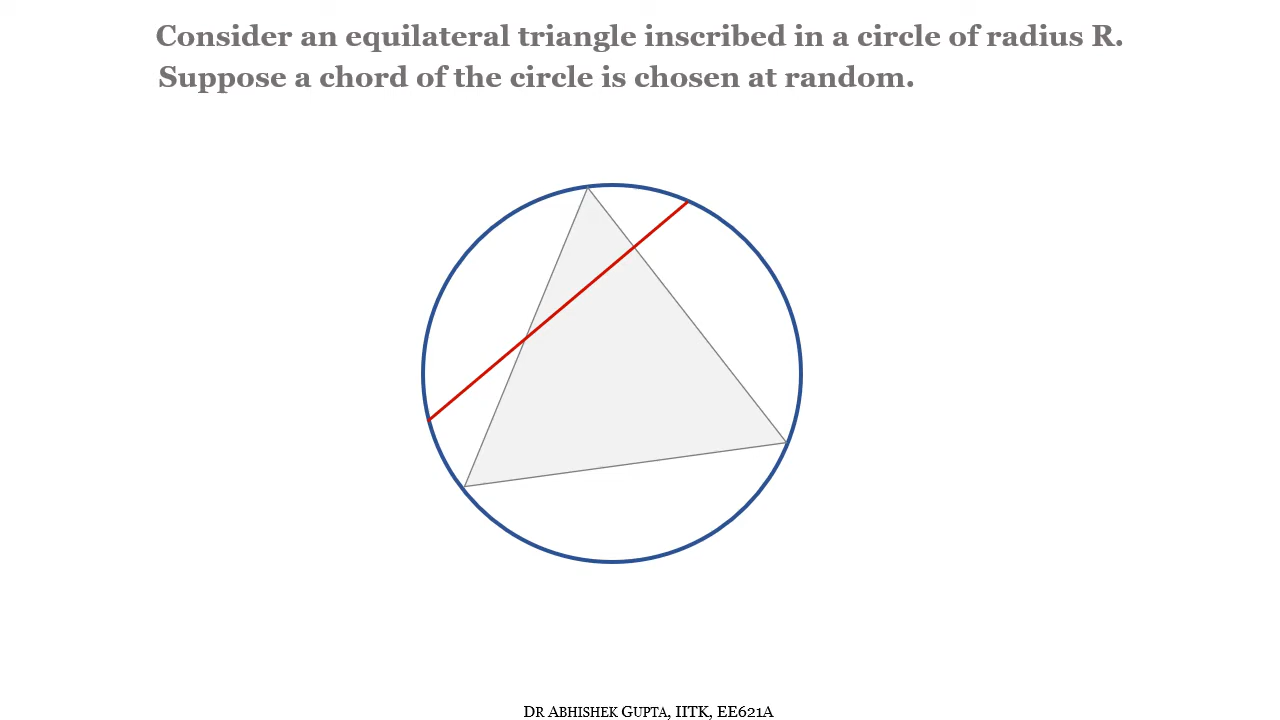 Consider an equilateral triangle inscribed in a circle of radius R.
Suppose a chord of the circle is chosen at random.
DR ABHISHEK GUPTA, IITK, EE621A